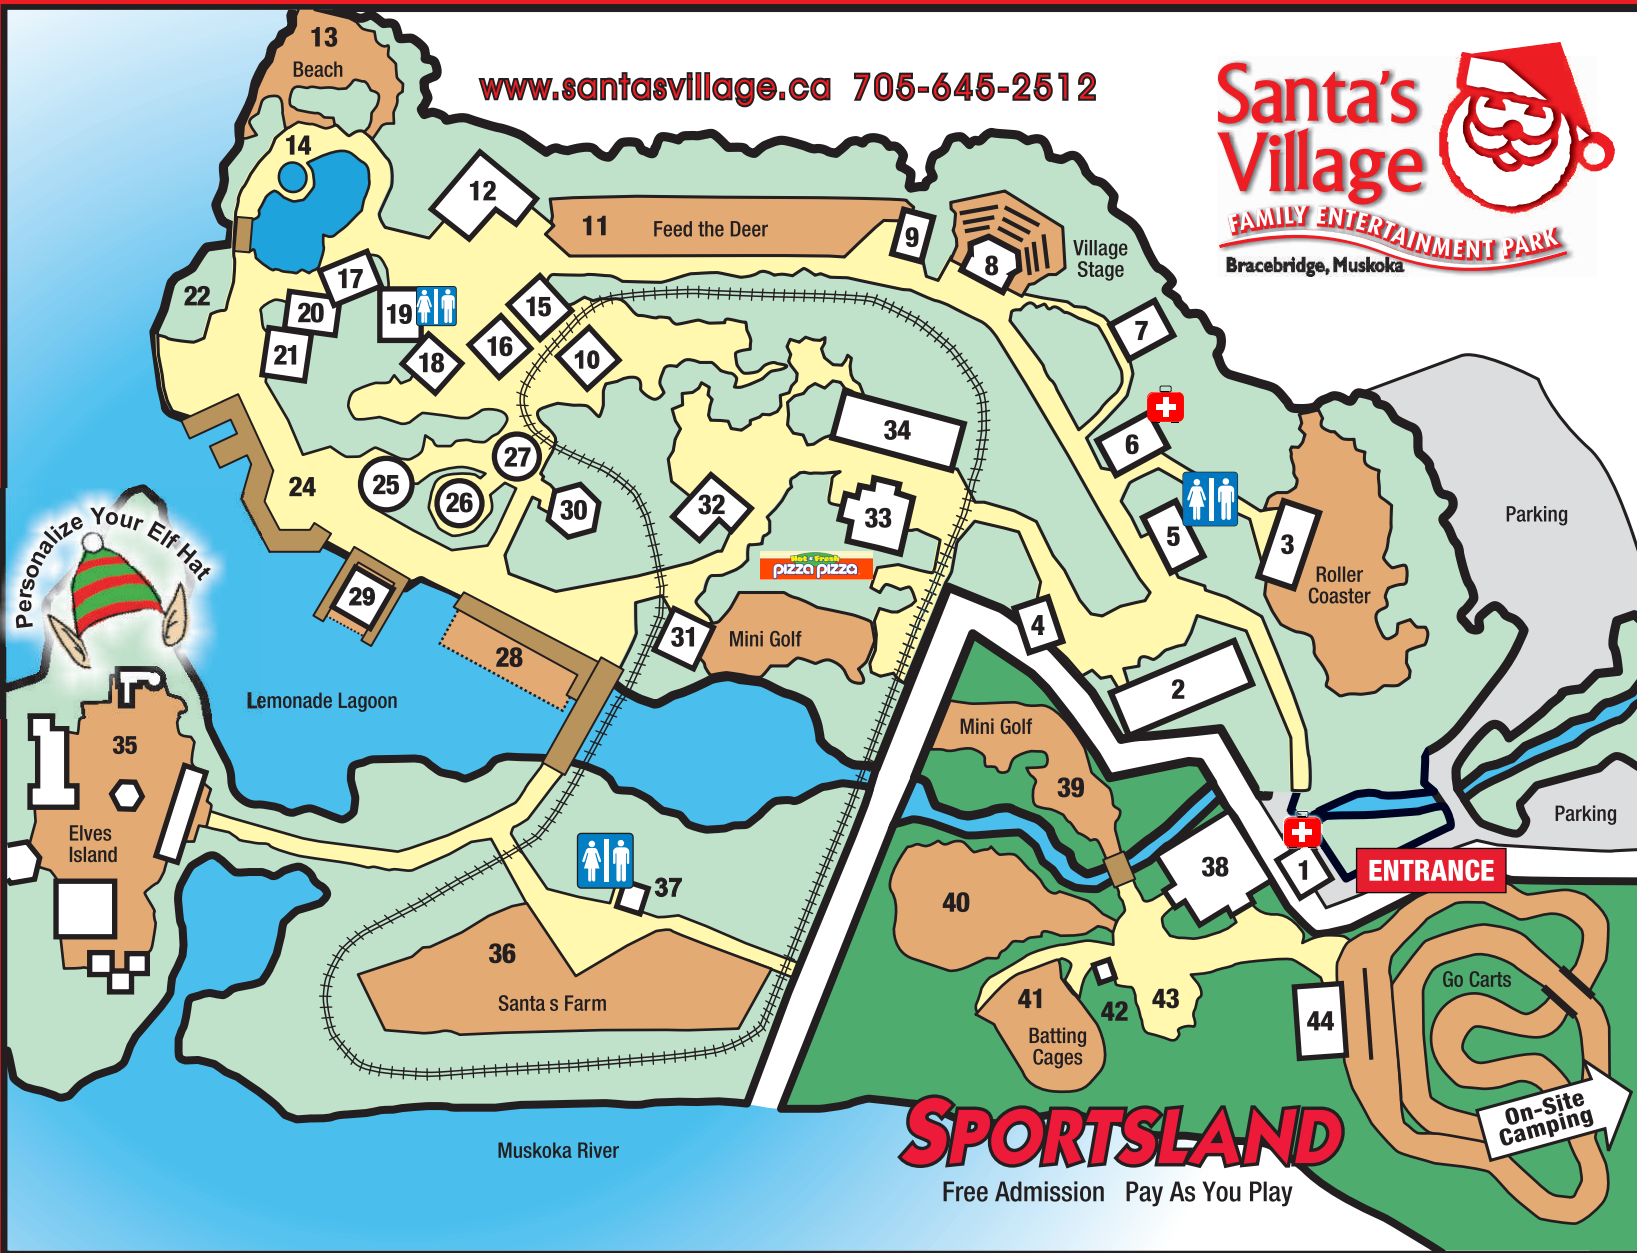 13
Beach
www.santasvillage.ca 705-645-2512
Santa's
Village
FAMILY ENTERTAINMENT PARK
Bracebridge, Muskoka
14
12
11
Feed the Deer
9
8
Village
Stage
22
17
20
19
21
18
16
15
10
7
6
34
24
25
26
27
30
32
33
5
3
Parking
Roller
Coaster
Hot • Fresh
pizza pizza
Personalize Your Elf Hat
29
28
31
Mini Golf
4
2
Lemonade Lagoon
35
Elves
Island
Mini Golf
39
Parking
1
ENTRANCE
38
37
40
36
Santa s Farm
41
Batting
Cages
42
43
44
Go Carts
On-Site
Camping
SPORTSLAND
Free Admission Pay As You Play
Muskoka River